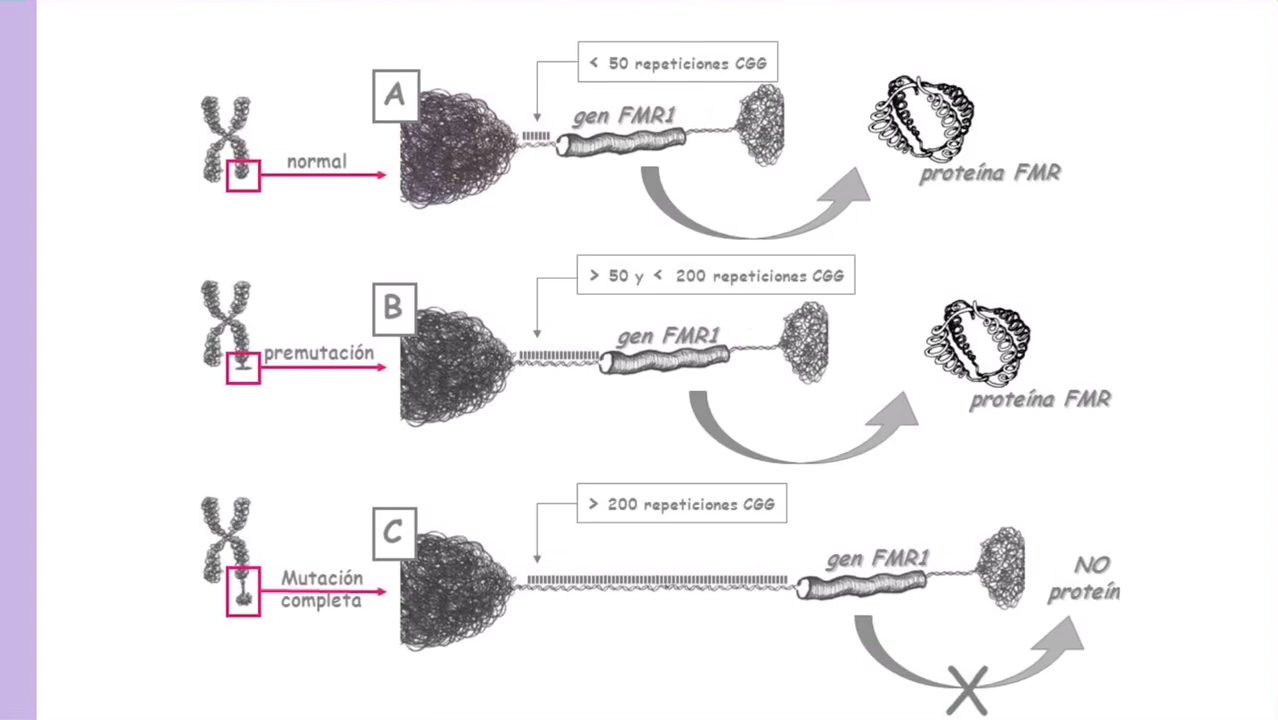 < 50 repeticiones CGG
A
gen FMR1
normal
proteína FMR
> 50 y < 200 repeticiones CGG
B
gen FMR1
premutación
proteína FMR
> 200 repeticiones CGG
C
gen FMR1
Mutación
completa
NO
proteín